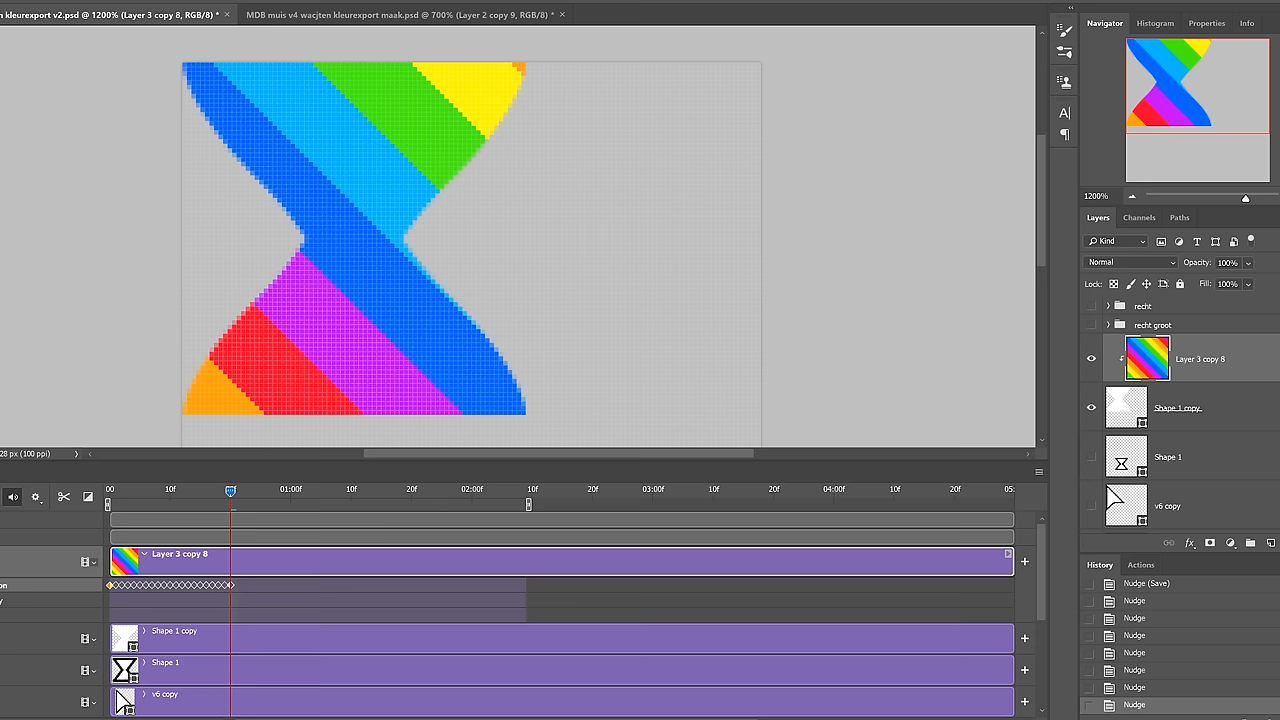 n kleurexport v2.psd @ 1200% (Layer 3 copy 8, RGB/8) * ×
MDB muis v4 wacjten kleurexport maak.psd @ 700% (Layer 2 copy 9, RGB/8) * ×
Navigator Histogram Properties Info
1200%
Layers Channels Paths
Kind
Normal Opacity: 100%
Lock: Fill: 100%
recht
recht groot
Layer 3 copy 8
Shape 1 copy
Shape 1
v6 copy
28 px (100 ppi)
00 10f 20f 01:00f 10f 20f 02:00f 10f 20f 03:00f 10f 20f 04:00f 10f 20f 05:
Layer 3 copy 8
on
y
Shape 1 copy
Shape 1
v6 copy
History Actions
Nudge (Save)
Nudge
Nudge
Nudge
Nudge
Nudge
Nudge
Nudge